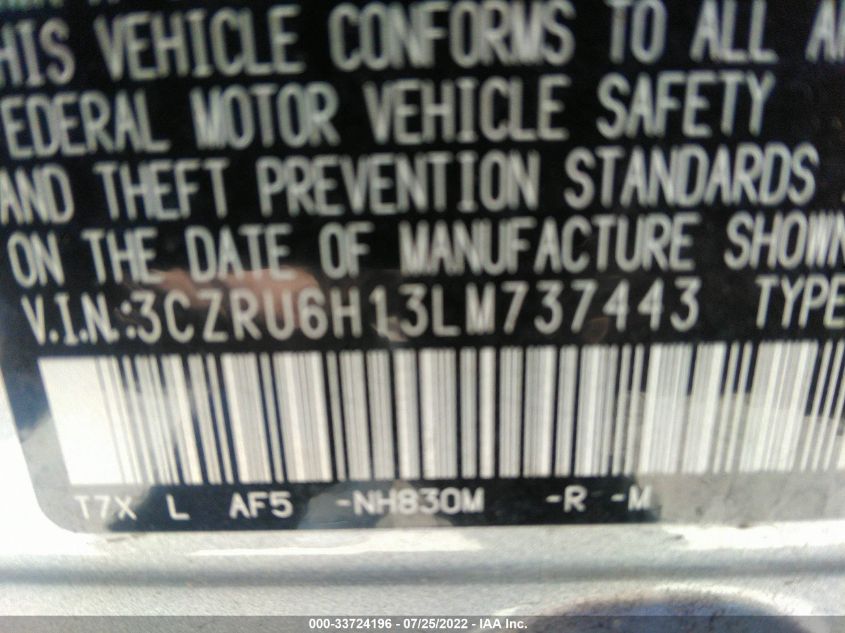 HIS VEHICLE CONFORMS TO ALL A
EDERAL MOTOR VEHICLE SAFETY
AND THEFT PREVENTION STANDARDS
ON THE DATE OF MANUFACTURE SHOWN
V.I.N.:3CZRU6H13LM737443 TYPE
T7X L AF5 -NH830M -R -M
000-33724196 - 07/25/2022 - IAA Inc.